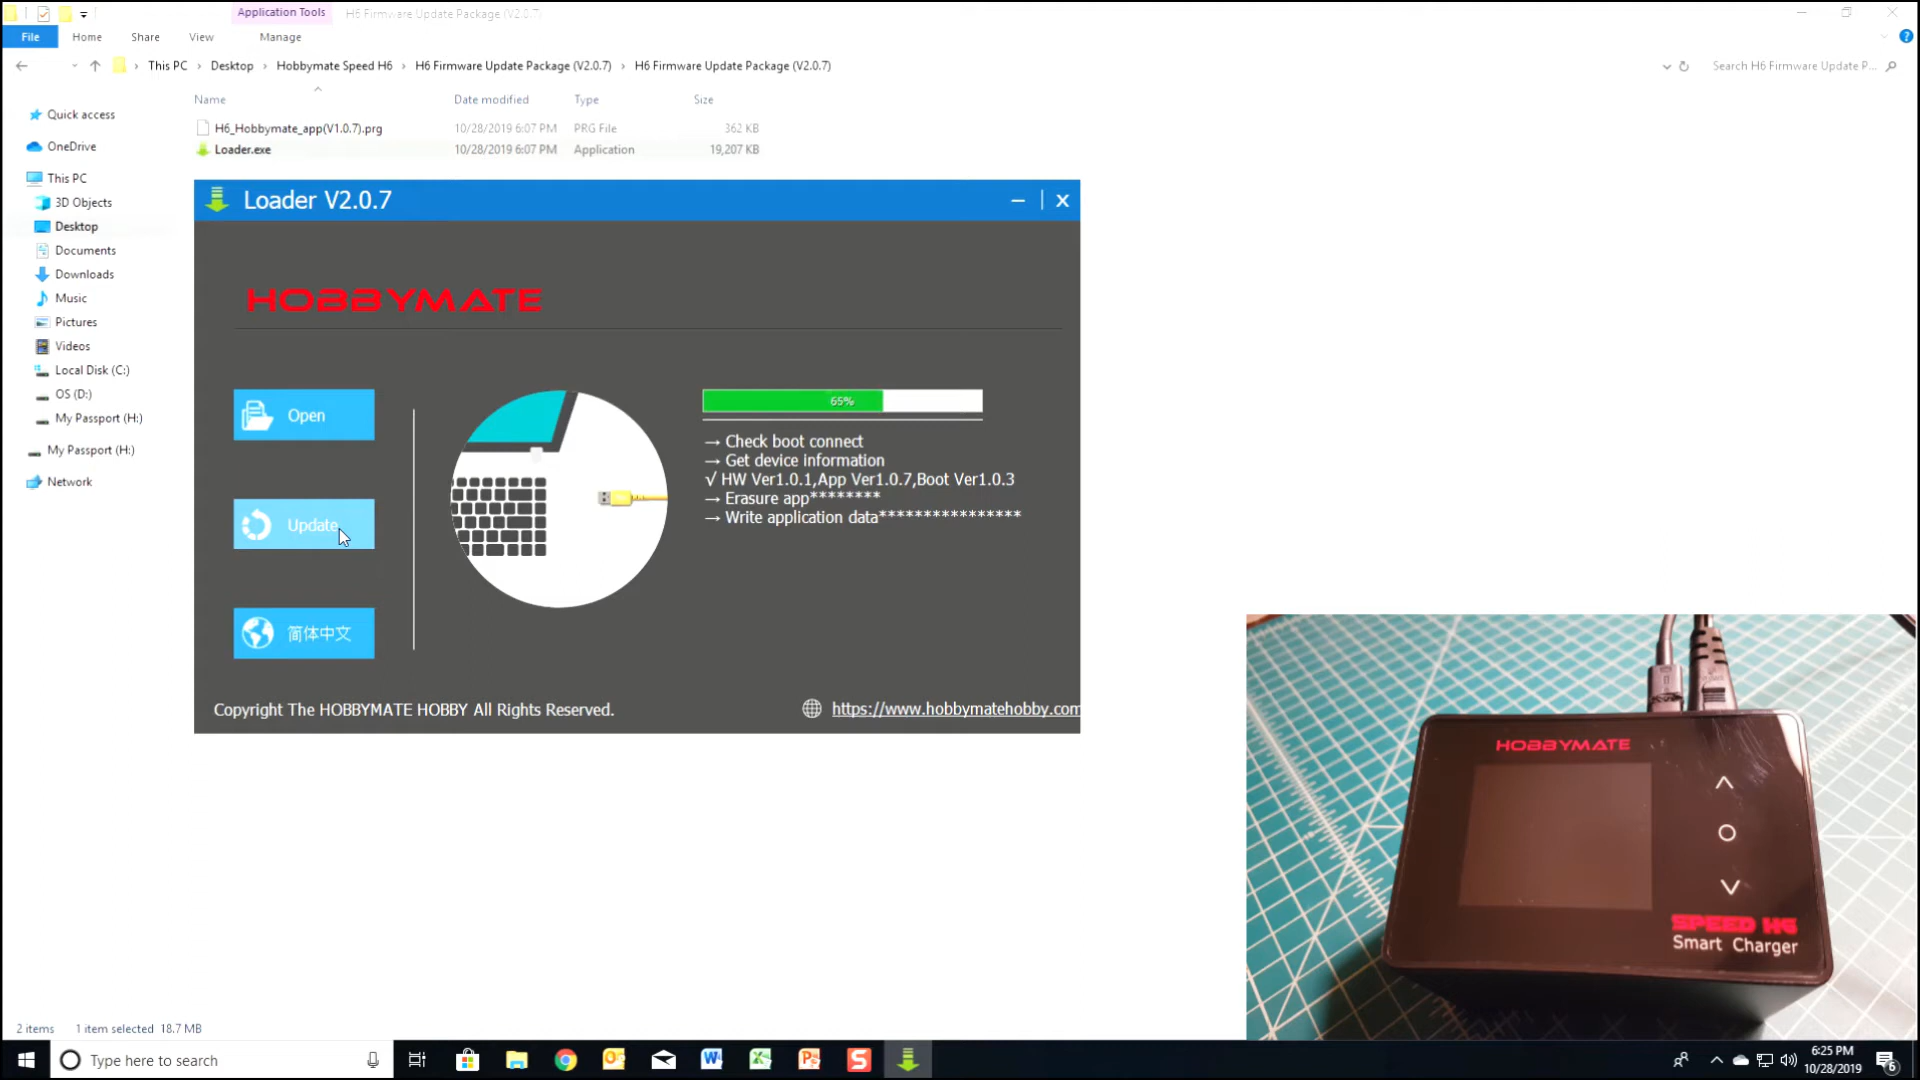 Application Tools
H6 Firmware Update Package (V2.0.7)
File
Home
Share
View
Manage
This PC
Desktop
Hobbymate Speed H6
H6 Firmware Update Package (V2.0.7)
H6 Firmware Update Package (V2.0.7)
Search H6 Firmware Update P...
Name
Date modified
Type
Size
H6_Hobbymate_app(V1.0.7).prg
10/28/2019 6:07 PM
PRG File
362 KB
Loader.exe
10/28/2019 6:07 PM
Application
19,207 KB
Quick access
OneDrive
This PC
3D Objects
Desktop
Documents
Downloads
Music
Pictures
Videos
Local Disk (C:)
OS (D:)
My Passport (H:)
My Passport (H:)
Network
Loader V2.0.7
HOBBYMATE
Open
Update
简体中文
65%
→ Check boot connect
→ Get device information
√ HW Ver1.0.1,App Ver1.0.7,Boot Ver1.0.3
→ Erasure app********
→ Write application data****************
Copyright The HOBBYMATE HOBBY All Rights Reserved.
https://www.hobbymatehobby.com
HOBBYMATE
SPEED H6
Smart Charger
2 items
1 item selected 18.7 MB
Type here to search
6:25 PM
10/28/2019
6